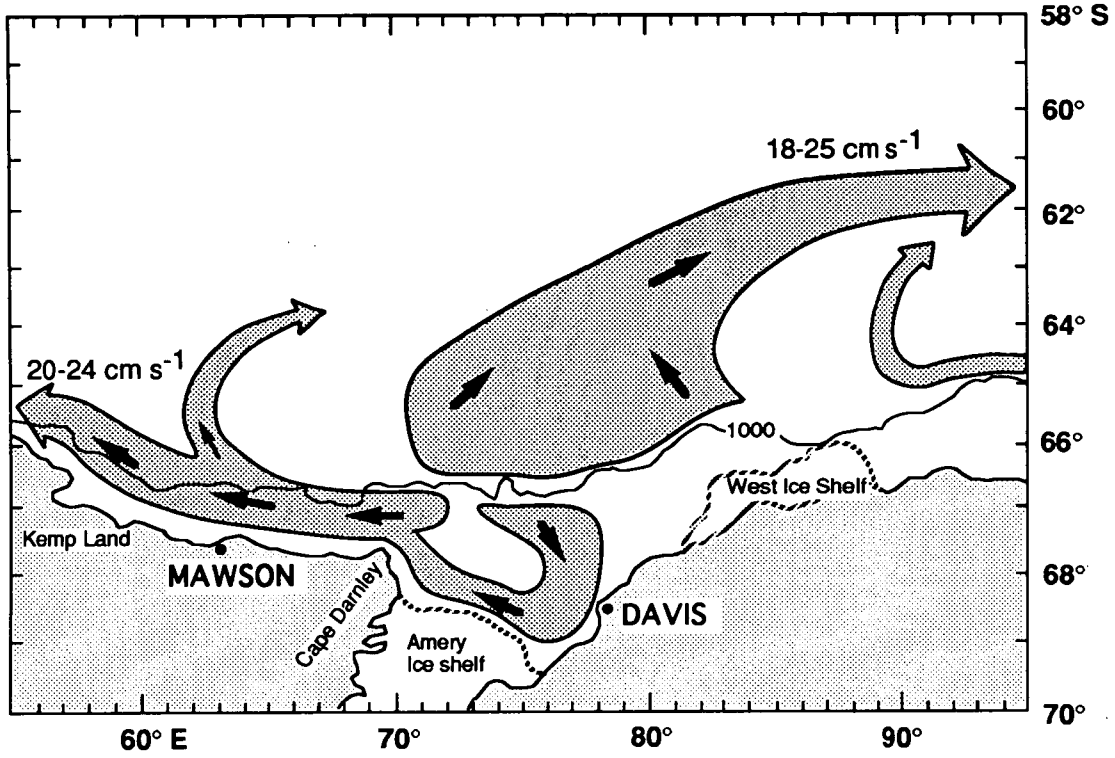 58° S
60°
18-25 cm s-1
62°
64°
20-24 cm s-1
1000
66°
West Ice Shelf
Kemp Land
MAWSON
68°
Cape Darnley
DAVIS
Amery
Ice shelf
70°
60° E
70°
80°
90°